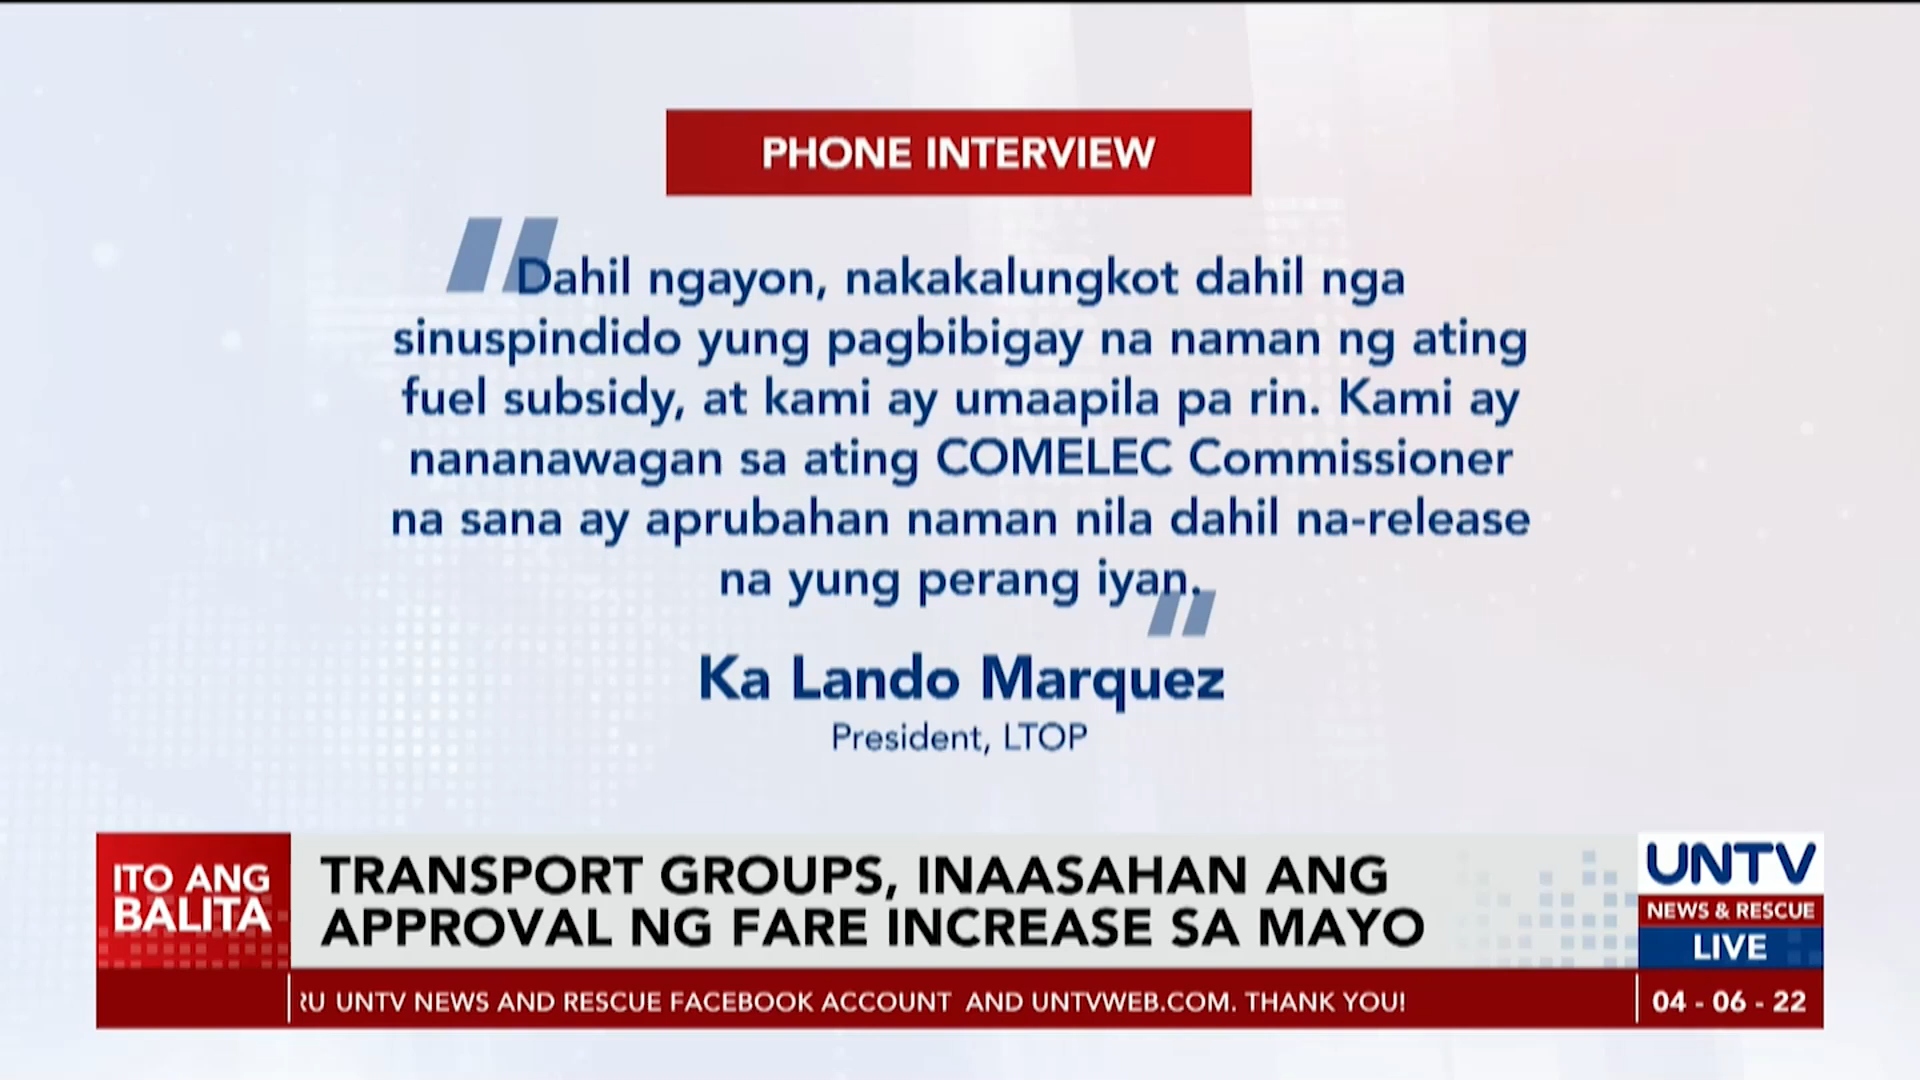 PHONE INTERVIEW
"Dahil ngayon, nakakalungkot dahil nga
sinuspindido yung pagbibigay na naman ng ating
fuel subsidy, at kami ay umaapila pa rin. Kami ay
nananawagan sa ating COMELEC Commissioner
na sana ay aprubahan naman nila dahil na-release
na yung perang iyan."
Ka Lando Marquez
President, LTOP
ITO ANG
BALITA
TRANSPORT GROUPS, INAASAHAN ANG
APPROVAL NG FARE INCREASE SA MAYO
UNTV
NEWS & RESCUE
LIVE
RU UNTV NEWS AND RESCUE FACEBOOK ACCOUNT AND UNTVWEB.COM. THANK YOU!
04 - 06 - 22